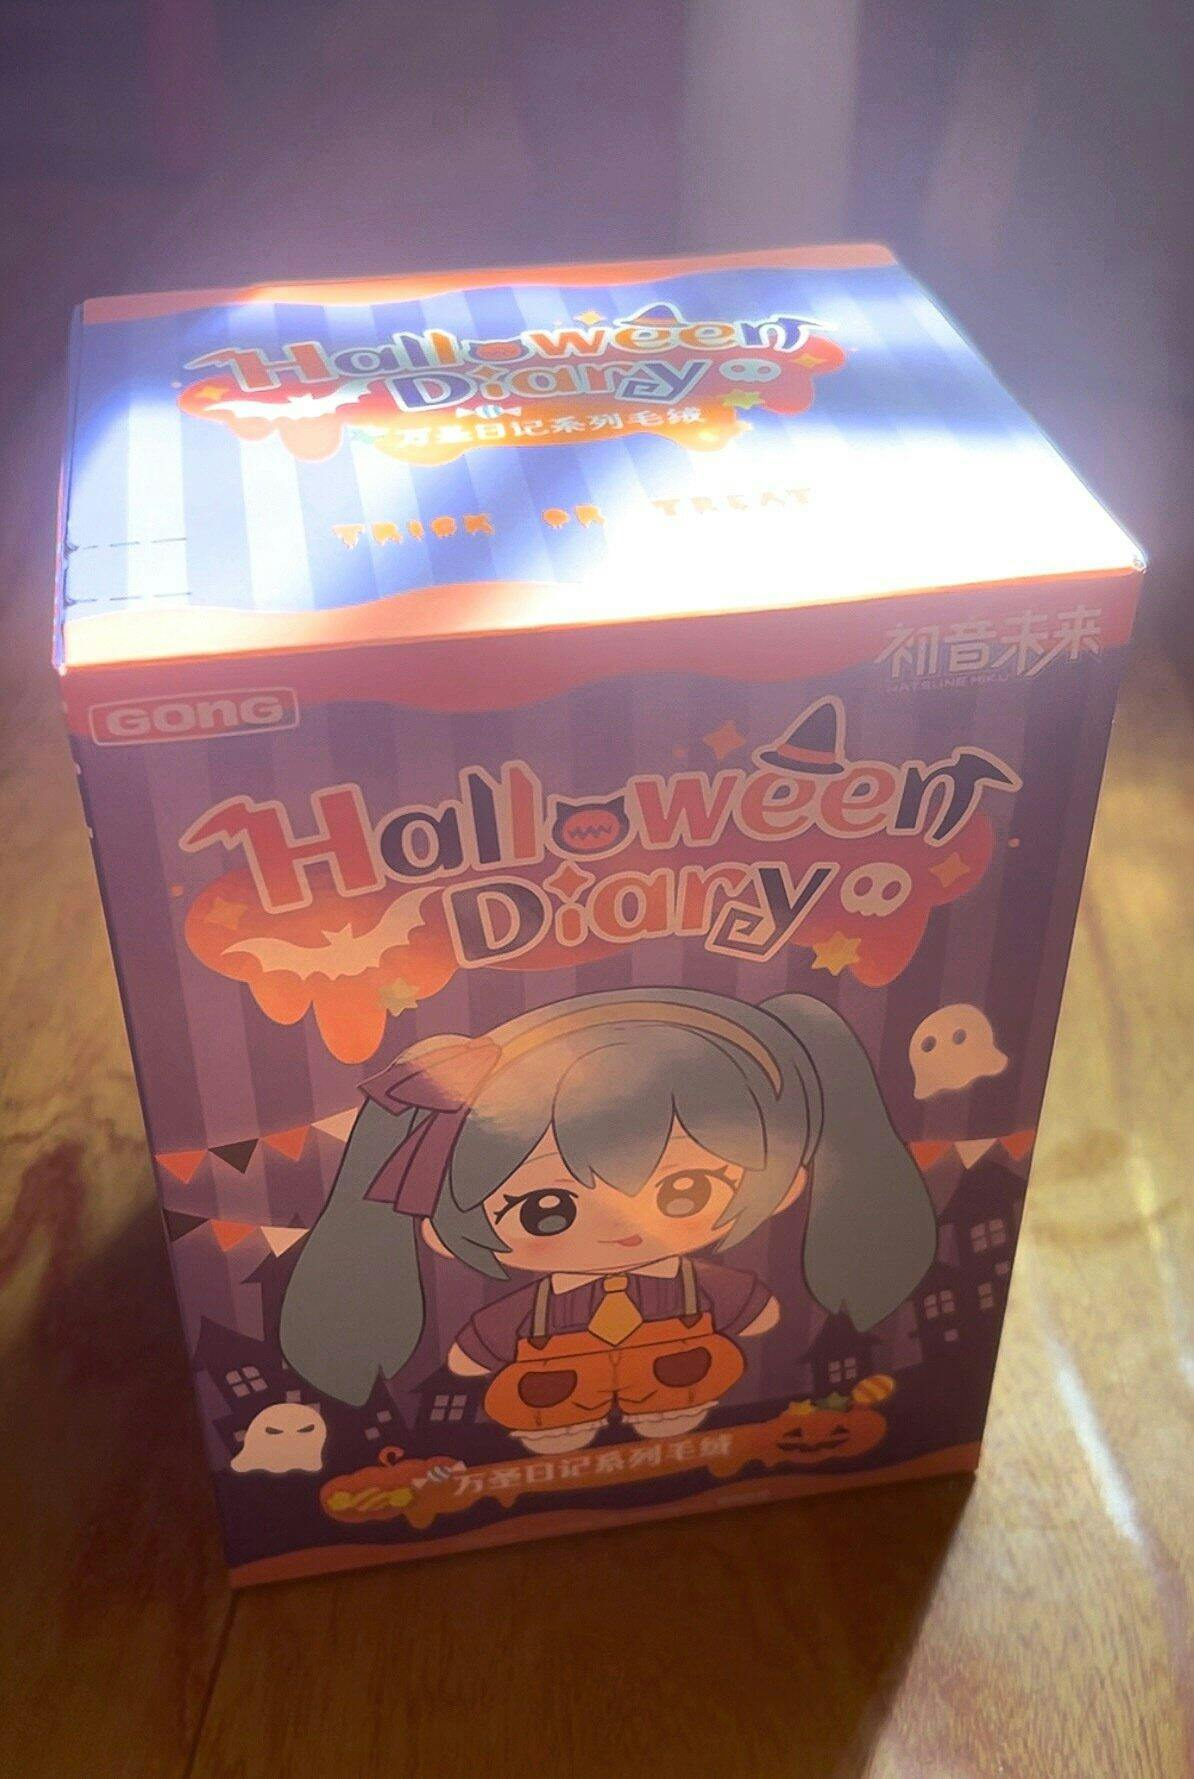 Halloween
Diary
万圣日记系列毛绒
TRICK OR TREAT
GONG
初音未来
HATSUNE MIKU
Halloween
Diary
万圣日记系列毛绒